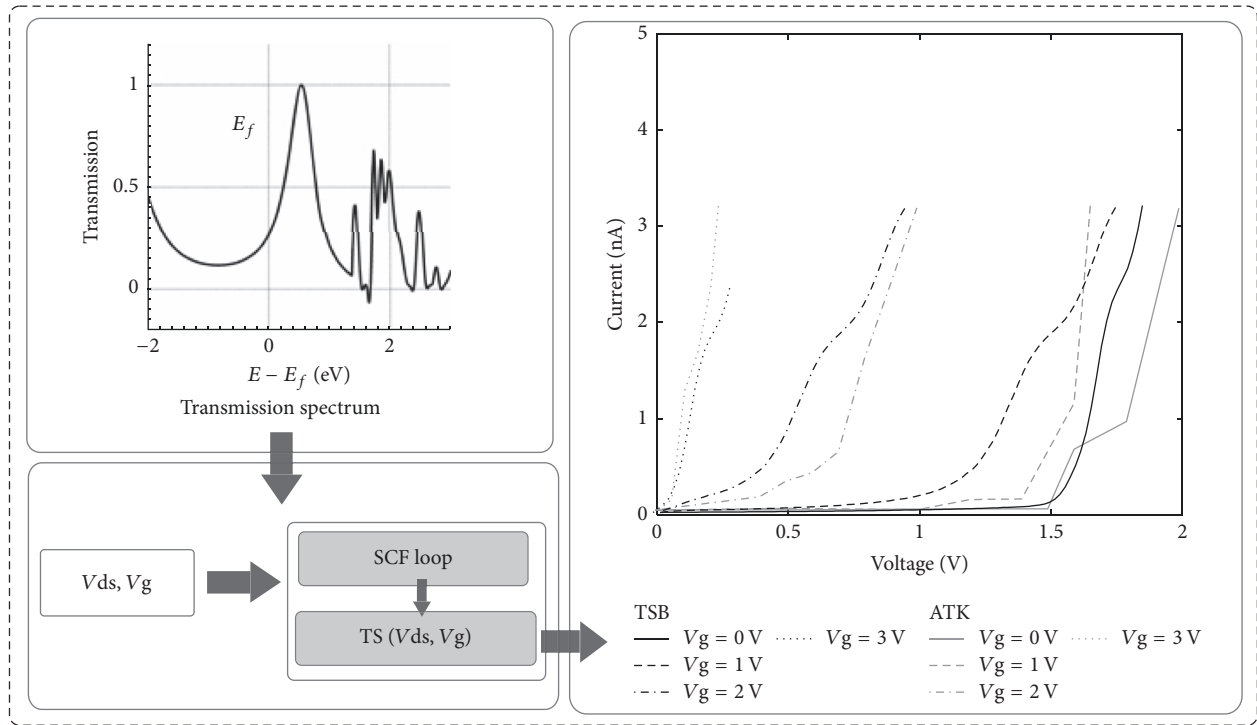 1
0.5
0
Transmission
E_f
−2
0
2
E − E_f (eV)
Transmission spectrum
Vds, Vg
SCF loop
TS (Vds, Vg)
5
4
3
2
1
0
Current (nA)
0
0.5
1
1.5
2
Voltage (V)
TSB
Vg = 0 V
Vg = 3 V
Vg = 1 V
Vg = 2 V
ATK
Vg = 0 V
Vg = 3 V
Vg = 1 V
Vg = 2 V